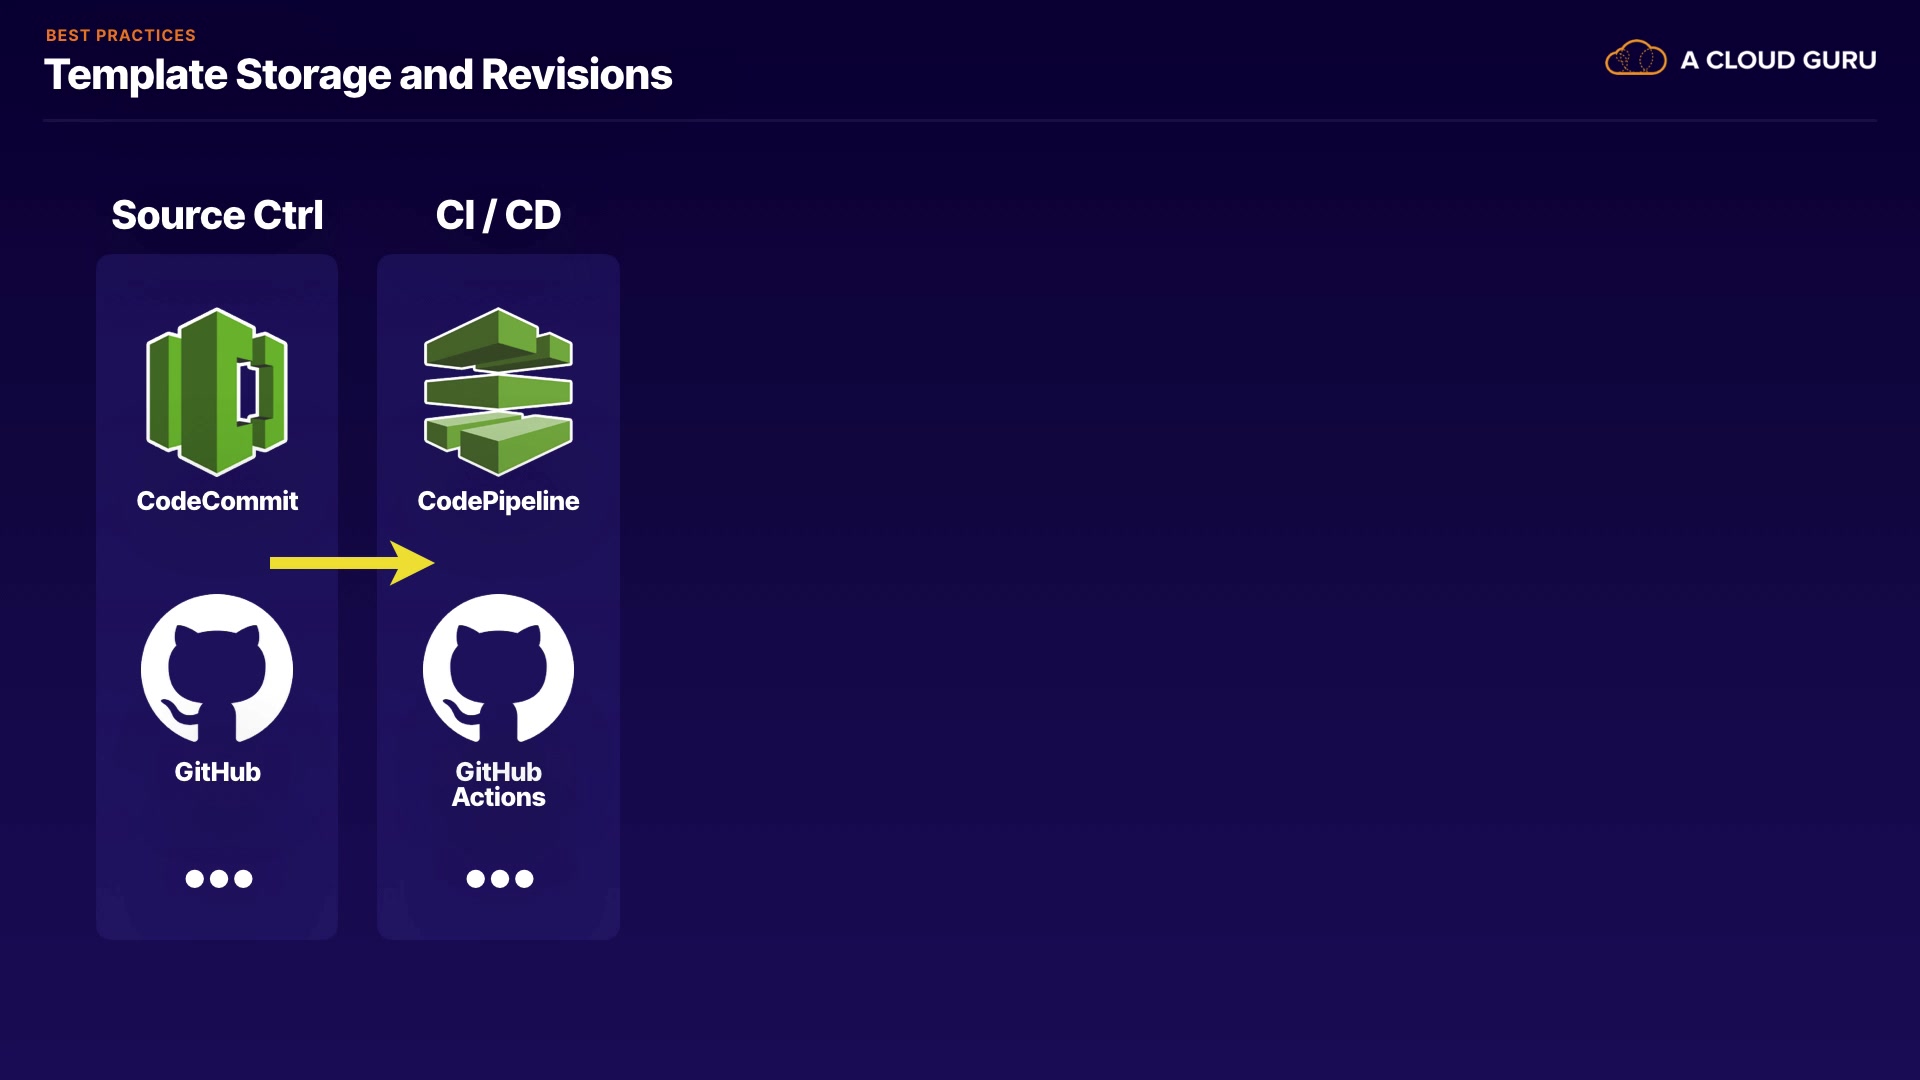 BEST PRACTICES
Template Storage and Revisions
A CLOUD GURU
Source Ctrl
CI / CD
CodeCommit
CodePipeline
GitHub
GitHub
Actions